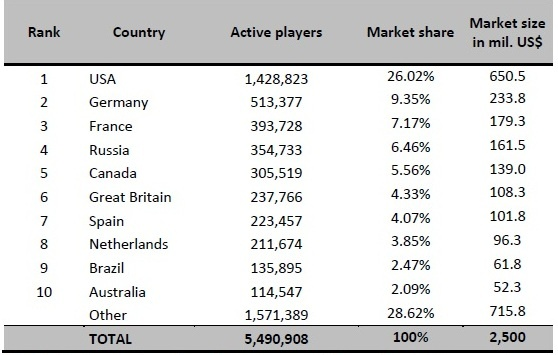 Rank Country Active players Market share Market size in mil. US$
1 USA 1,428,823 26.02% 650.5
2 Germany 513,377 9.35% 233.8
3 France 393,728 7.17% 179.3
4 Russia 354,733 6.46% 161.5
5 Canada 305,519 5.56% 139.0
6 Great Britain 237,766 4.33% 108.3
7 Spain 223,457 4.07% 101.8
8 Netherlands 211,674 3.85% 96.3
9 Brazil 135,895 2.47% 61.8
10 Australia 114,547 2.09% 52.3
Other 1,571,389 28.62% 715.8
TOTAL 5,490,908 100% 2,500